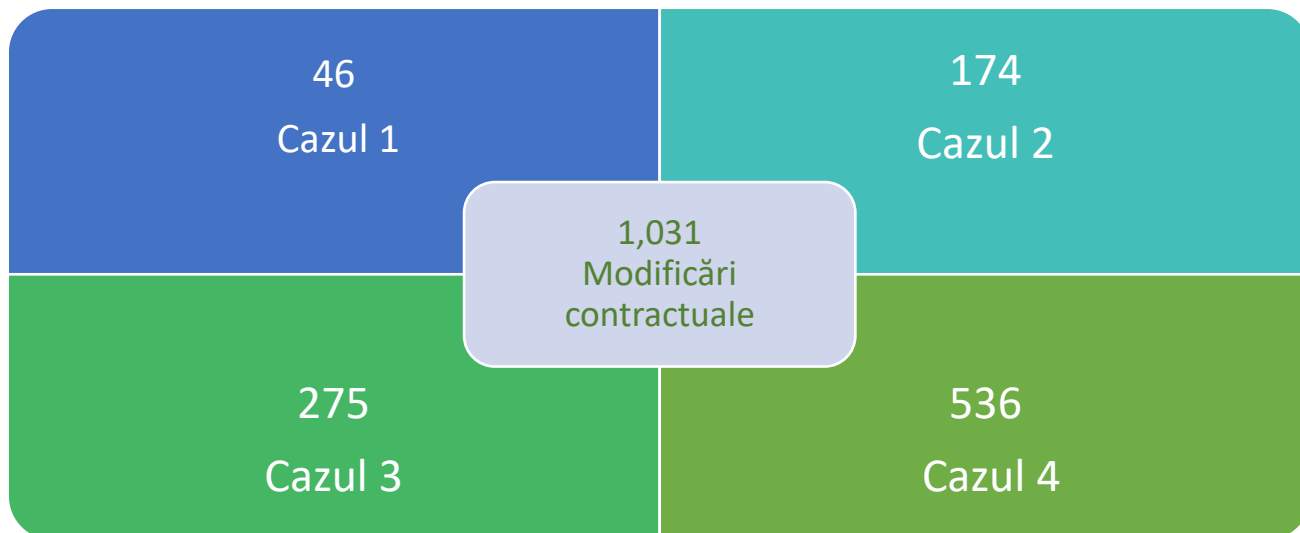 46
Cazul 1
174
Cazul 2
1,031
Modificări
contractuale
275
Cazul 3
536
Cazul 4